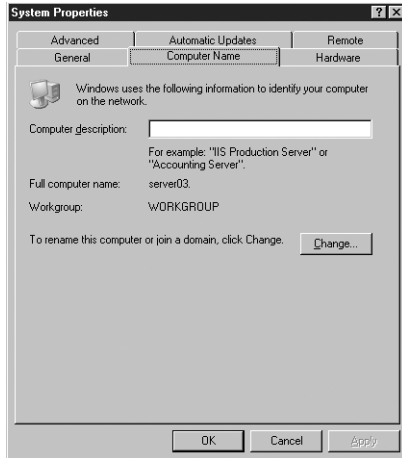 System Properties
Advanced Automatic Updates Remote
General Computer Name Hardware
Windows uses the following information to identify your computer
on the network.
Computer description:
For example: "IIS Production Server" or
"Accounting Server".
Full computer name: server03.
Workgroup: WORKGROUP
To rename this computer or join a domain, click Change. Change...
OK Cancel Apply